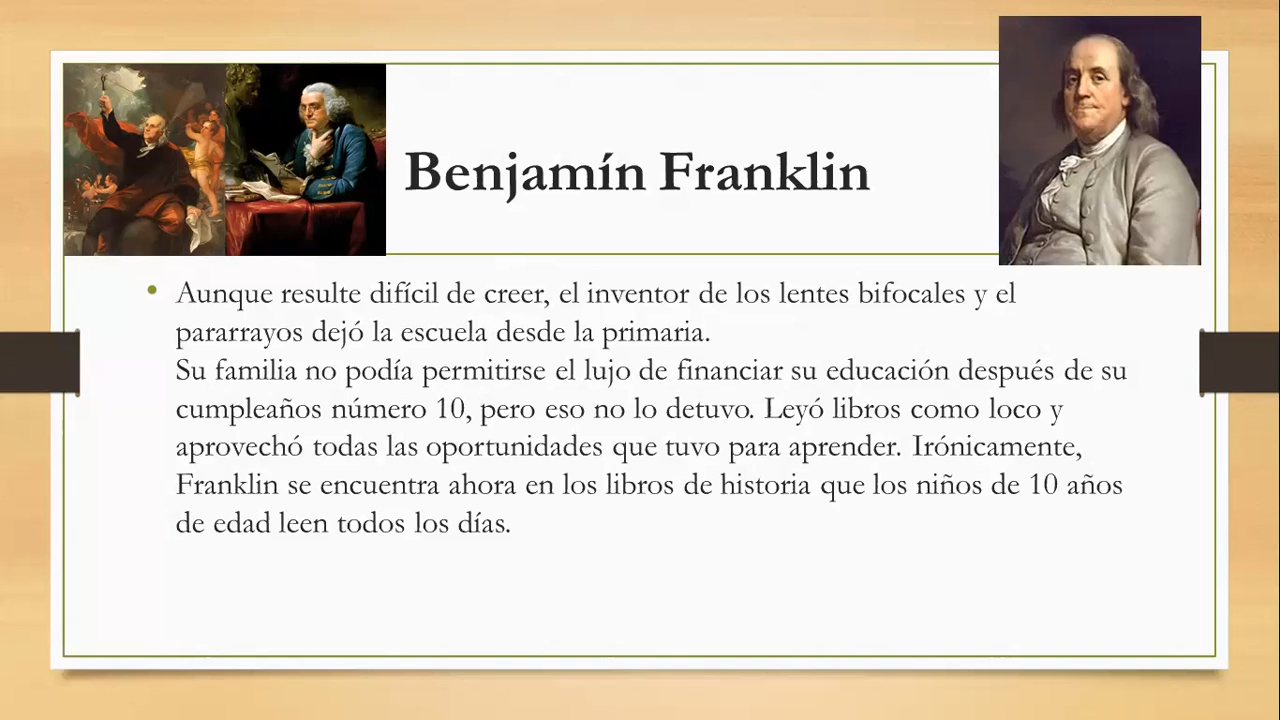 Benjamín Franklin
• Aunque resulte difícil de creer, el inventor de los lentes bifocales y el
pararrayos dejó la escuela desde la primaria.
Su familia no podía permitirse el lujo de financiar su educación después de su
cumpleaños número 10, pero eso no lo detuvo. Leyó libros como loco y
aprovechó todas las oportunidades que tuvo para aprender. Irónicamente,
Franklin se encuentra ahora en los libros de historia que los niños de 10 años
de edad leen todos los días.